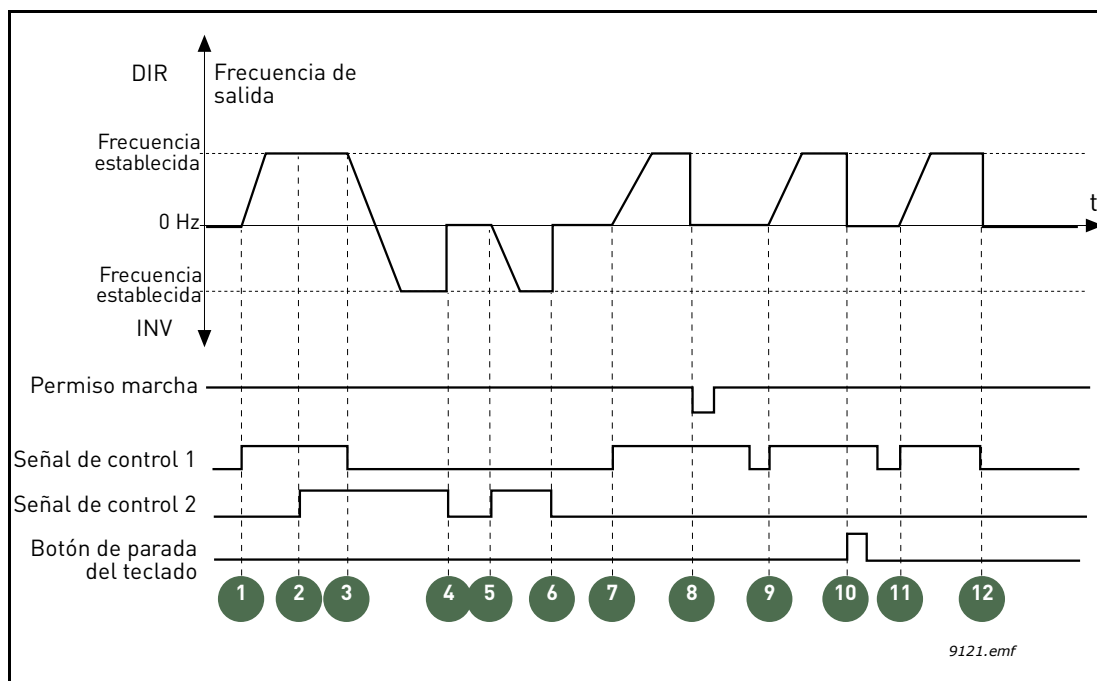 DIR
Frecuencia de
salida
Frecuencia
establecida
t
0 Hz
Frecuencia
establecida
INV
Permiso marcha
Señal de control 1
Señal de control 2
Botón de parada
del teclado
1 2 3 4 5 6 7 8 9 10 11 12
9121.emf